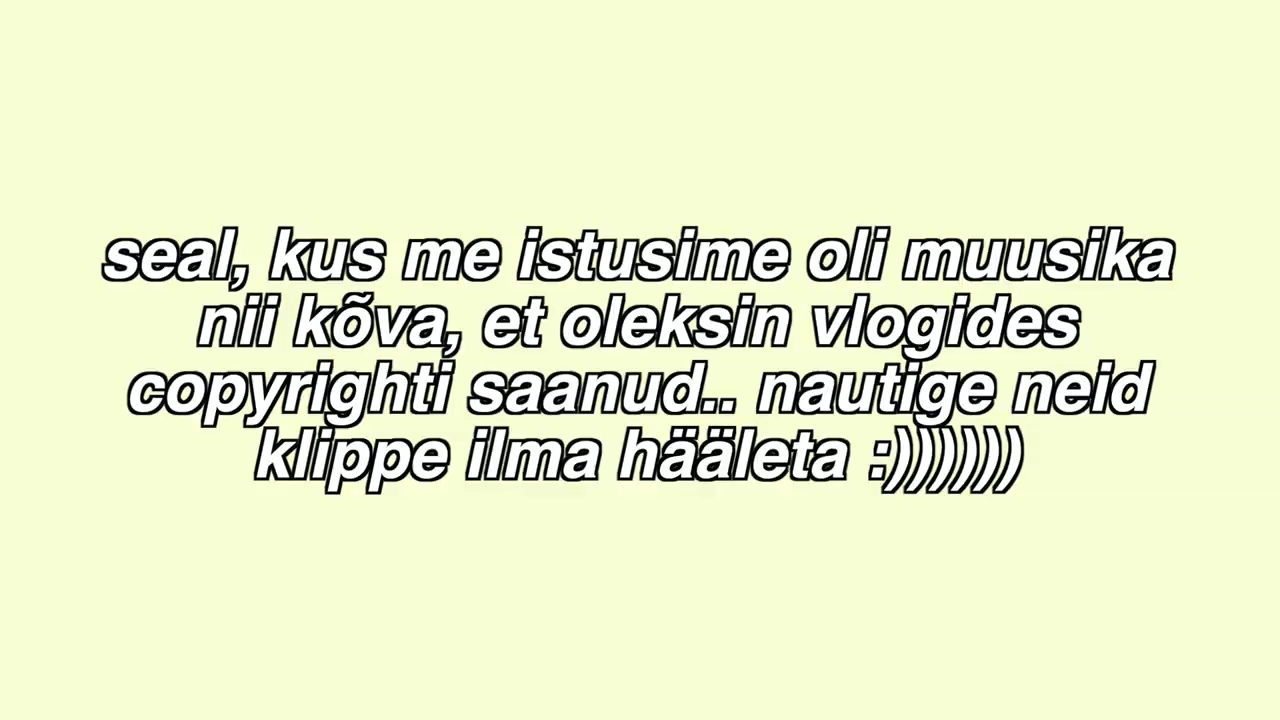 seal, kus me istusime oli muusika
nii kõva, et oleksin vlogides
copyrighti saanud.. nautige neid
klippe ilma hääleta :))))))